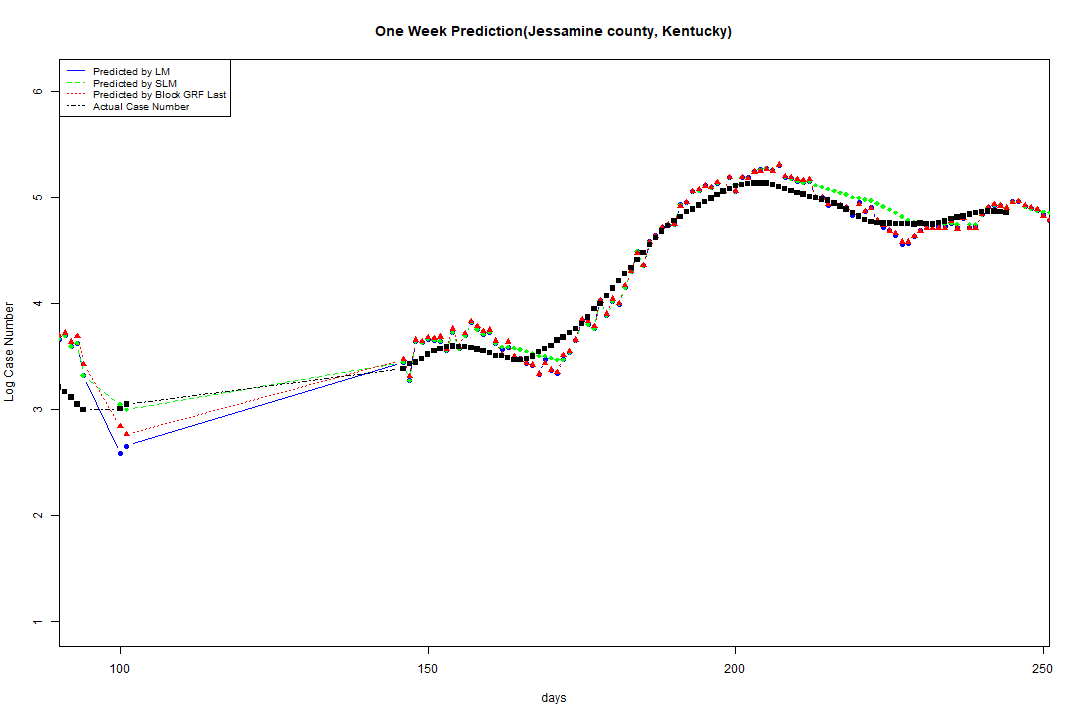 One Week Prediction(Jessamine county, Kentucky)
Predicted by LM
Predicted by SLM
Predicted by Block GRF Last
Actual Case Number
6
5
4
3
2
1
Log Case Number
100 150 200 250
days